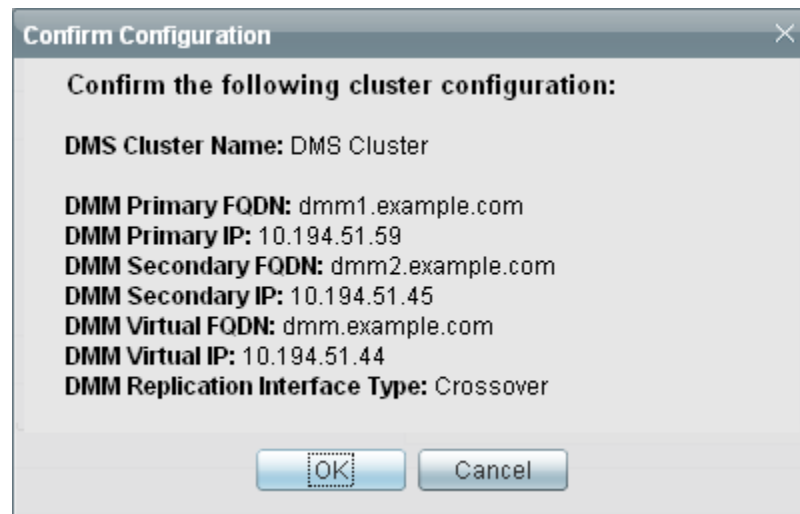 Confirm Configuration
Confirm the following cluster configuration:
DMS Cluster Name: DMS Cluster
DMM Primary FQDN: dmm1.example.com
DMM Primary IP: 10.194.51.59
DMM Secondary FQDN: dmm2.example.com
DMM Secondary IP: 10.194.51.45
DMM Virtual FQDN: dmm.example.com
DMM Virtual IP: 10.194.51.44
DMM Replication Interface Type: Crossover
OK Cancel